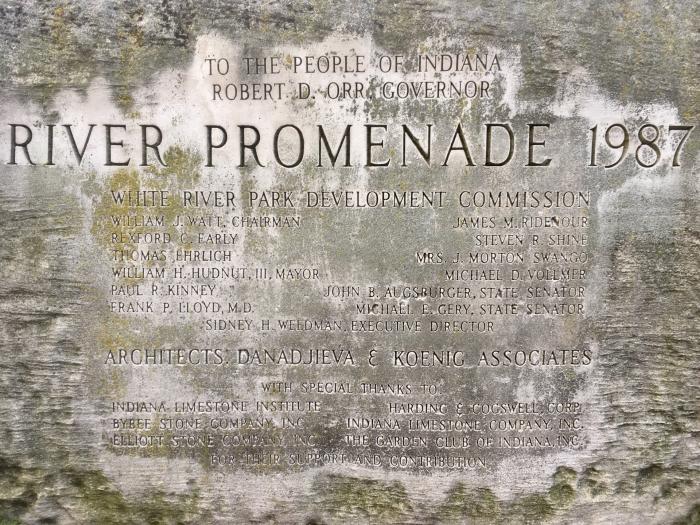 TO THE PEOPLE OF INDIANA
ROBERT D. ORR, GOVERNOR
RIVER PROMENADE 1987
WHITE RIVER PARK DEVELOPMENT COMMISSION
WILLIAM J. WATT, CHAIRMAN JAMES M. RIDENOUR
REXFORD C. EARLY STEVEN R. SHINE
THOMAS EHRLICH MRS. J. MORTON SWANGO
WILLIAM H. HUDNUT, III, MAYOR MICHAEL D. VOLLMER
PAUL R. KINNEY JOHN B. AUGSBURGER, STATE SENATOR
FRANK P. LLOYD, M.D. MICHAEL E. GERY, STATE SENATOR
SIDNEY H. WEEDMAN, EXECUTIVE DIRECTOR
ARCHITECTS: DANADJIEVA & KOENIG ASSOCIATES
WITH SPECIAL THANKS TO
INDIANA LIMESTONE INSTITUTE HARDING & COGSWELL CORP.
BYBEE STONE COMPANY, INC. INDIANA LIMESTONE COMPANY, INC.
ELLIOTT STONE COMPANY, INC. THE GARDEN CLUB OF INDIANA, INC.
FOR THEIR SUPPORT AND CONTRIBUTION